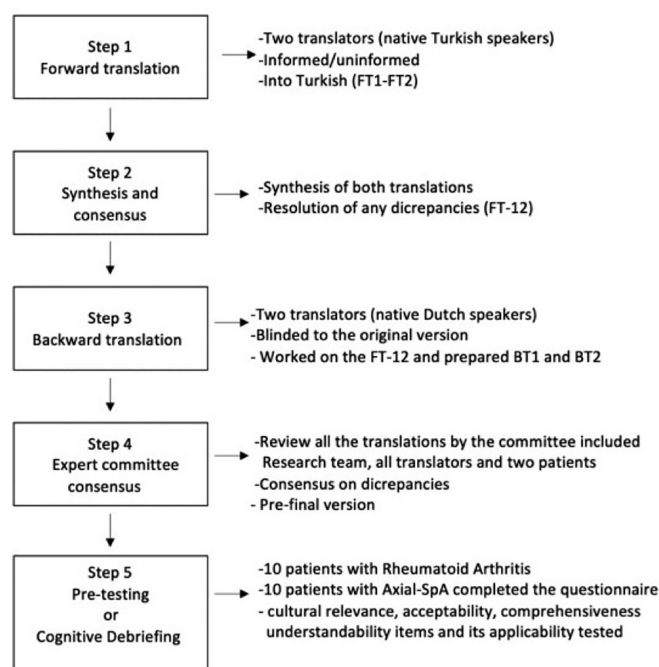 Step 1
Forward translation
-Two translators (native Turkish speakers)
-Informed/uninformed
-Into Turkish (FT1-FT2)
Step 2
Synthesis and
consensus
-Synthesis of both translations
-Resolution of any dicrepancies (FT-12)
Step 3
Backward translation
-Two translators (native Dutch speakers)
-Blinded to the original version
- Worked on the FT-12 and prepared BT1 and BT2
Step 4
Expert committee
consensus
-Review all the translations by the committee included
Research team, all translators and two patients
-Consensus on discrepancies
- Pre-final version
Step 5
Pre-testing
or
Cognitive Debriefing
-10 patients with Rheumatoid Arthritis
-10 patients with Axial-SpA completed the questionnaire
- cultural relevance, acceptability, comprehensiveness
understandability items and its applicability tested